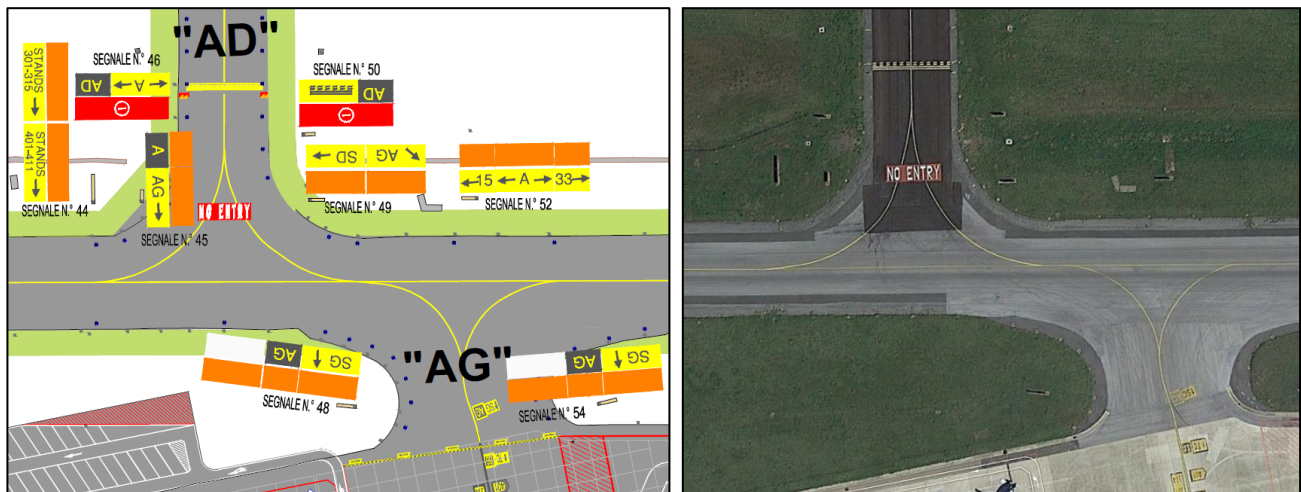 "AD"
SEGNALE N.° 46
STANDS
301-315
AD
← A →
SEGNALE N.° 50
AD
STANDS
401-411
A
AG
← SD
AG
←15 ← A → 33→
SEGNALE N.° 44
NO ENTRY
SEGNALE N.° 49
SEGNALE N.° 52
SEGNALE N.° 45
NO ENTRY
AG
SG
"AG"
AG
SG
SEGNALE N.° 48
SEGNALE N.° 54